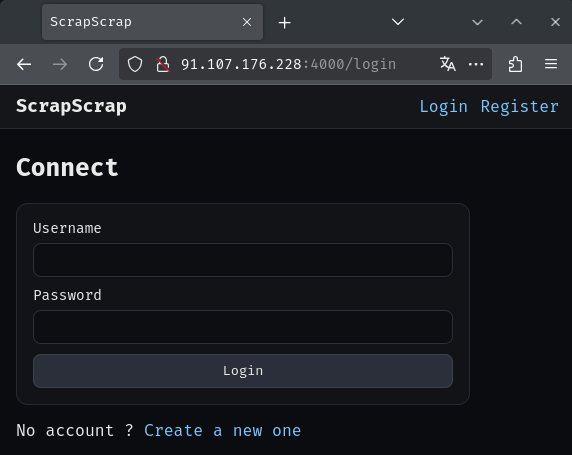 ScrapScrap
91.107.176.228:4000/login
ScrapScrap Login Register
Connect
Username
Password
Login
No account ? Create a new one